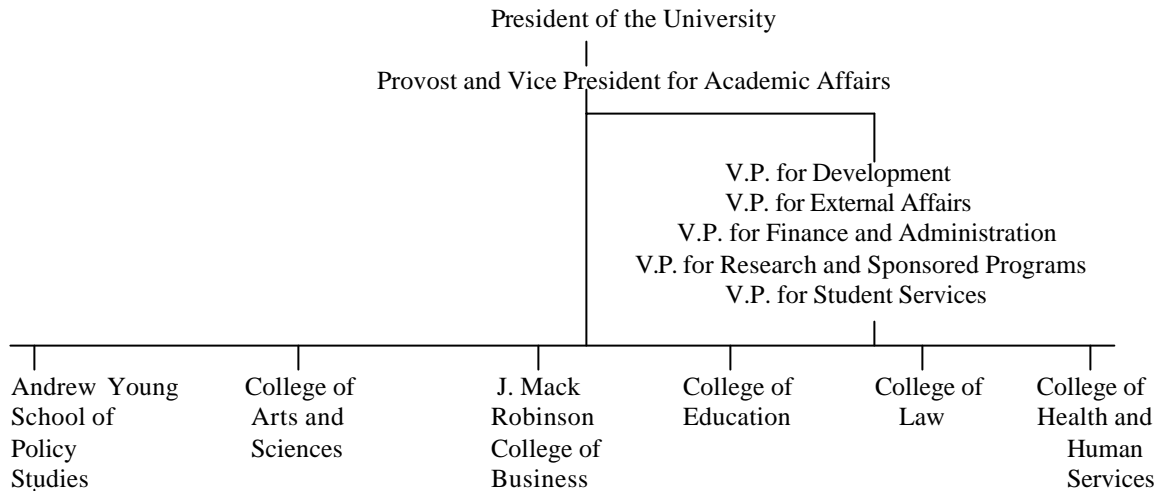 President of the University
Provost and Vice President for Academic Affairs
V.P. for Development
V.P. for External Affairs
V.P. for Finance and Administration
V.P. for Research and Sponsored Programs
V.P. for Student Services
Andrew Young
School of
Policy
Studies
College of
Arts and
Sciences
J. Mack
Robinson
College of
Business
College of
Education
College of
Law
College of
Health and
Human
Services